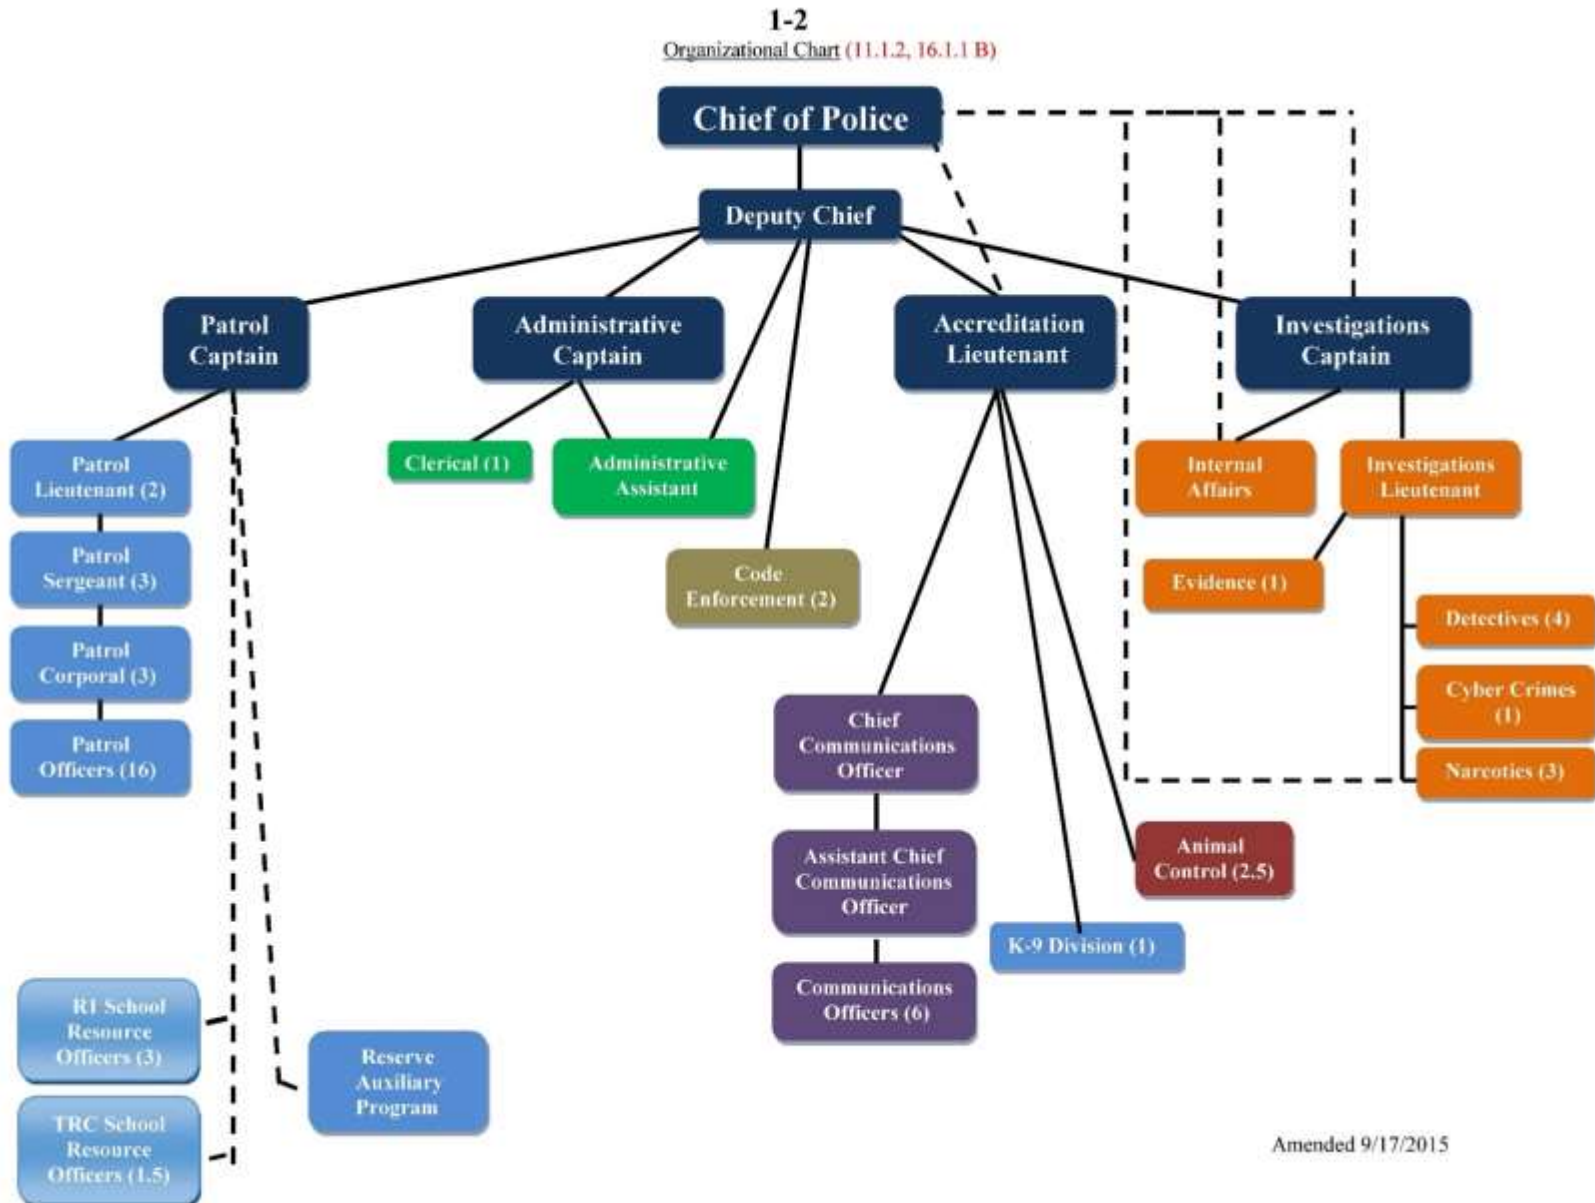 1-2
Organizational Chart (11.1.2, 16.1.1 B)
Chief of Police
Deputy Chief
Patrol
Captain
Administrative
Captain
Accreditation
Lieutenant
Investigations
Captain
Patrol
Lieutenant (2)
Clerical (1)
Administrative
Assistant
Internal
Affairs
Investigations
Lieutenant
Patrol
Sergeant (3)
Code
Enforcement (2)
Evidence (1)
Detectives (4)
Patrol
Corporal (3)
Cyber Crimes
(1)
Patrol
Officers (16)
Chief
Communications
Officer
Narcoties (3)
Assistant Chief
Communications
Officer
Animal
Control (2.5)
K-9 Division (1)
Communications
Officers (6)
R1 School
Resource
Officers (3)
Reserve
Auxiliary
Program
TRC School
Resource
Officers (1.5)
Amended 9/17/2015